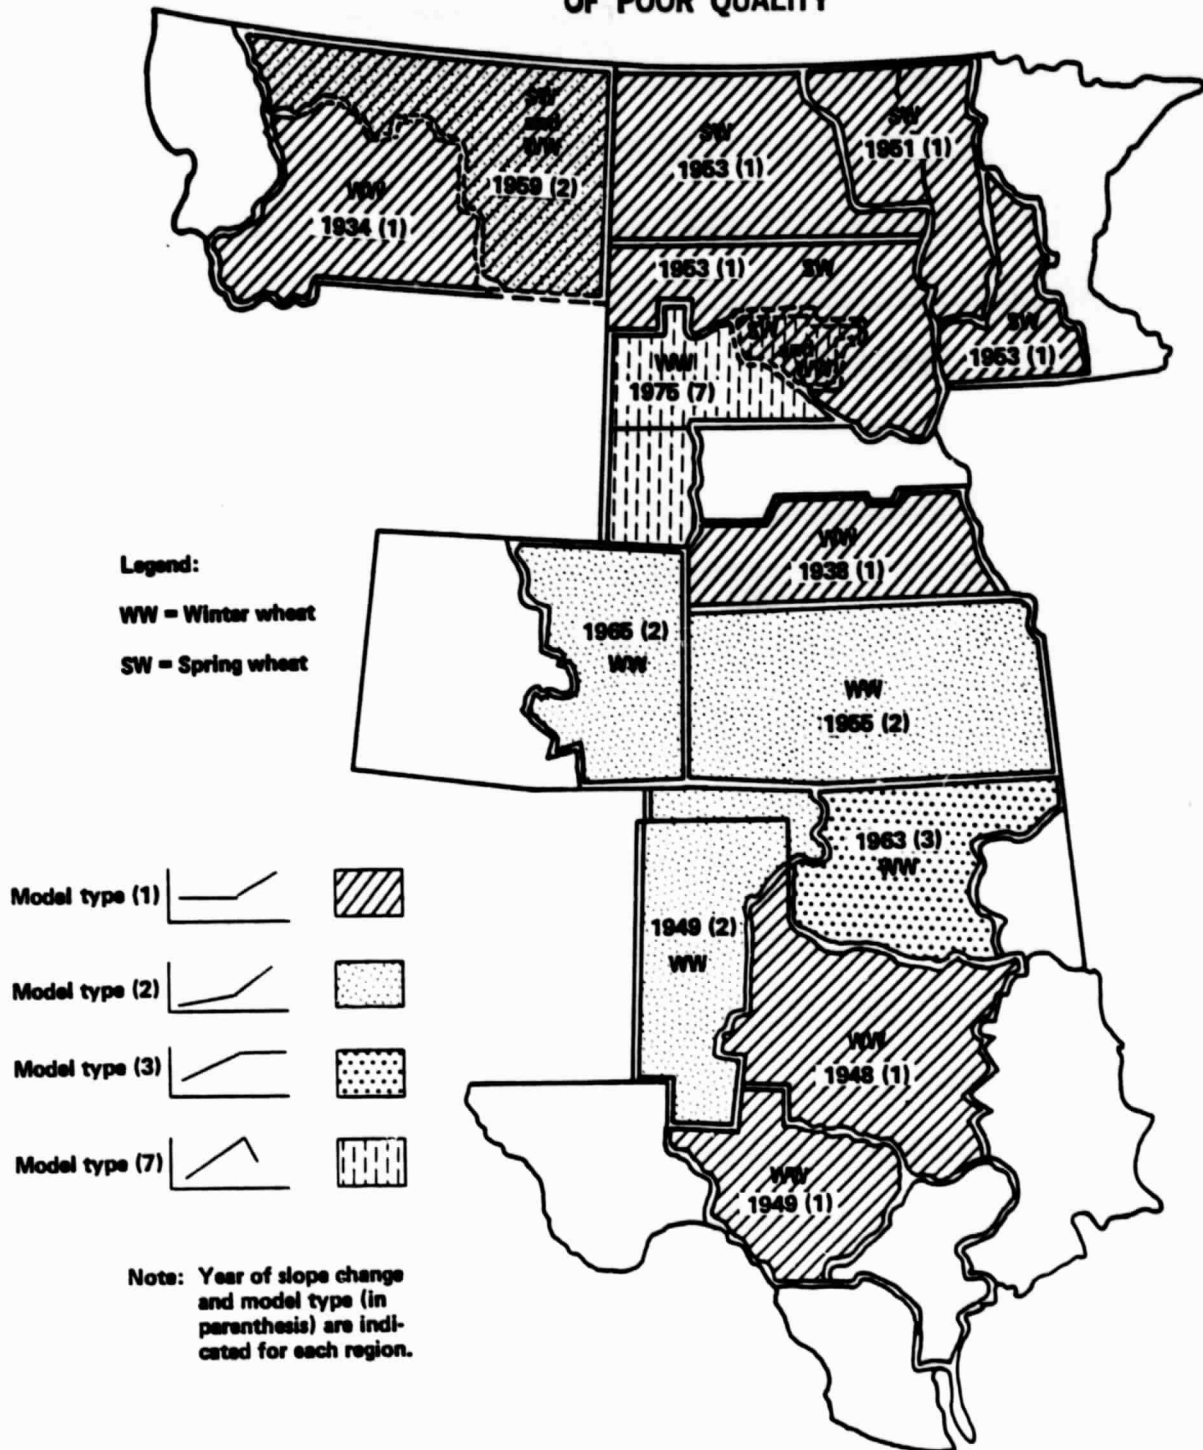 OF POOR QUALITY
SW
and
WW
1959 (2)
WW
1934 (1)
SW
1953 (1)
SW
1951 (1)
1953 (1) SW
SW
and
WW
WW
1975 (7)
SW
1953 (1)
WW
1938 (1)
Legend:
WW = Winter wheat
SW = Spring wheat
1965 (2)
WW
WW
1955 (2)
1963 (3)
WW
1949 (2)
WW
WW
1948 (1)
WW
1949 (1)
Model type (1)
Model type (2)
Model type (3)
Model type (7)
Note: Year of slope change
and model type (in
parenthesis) are indi-
cated for each region.